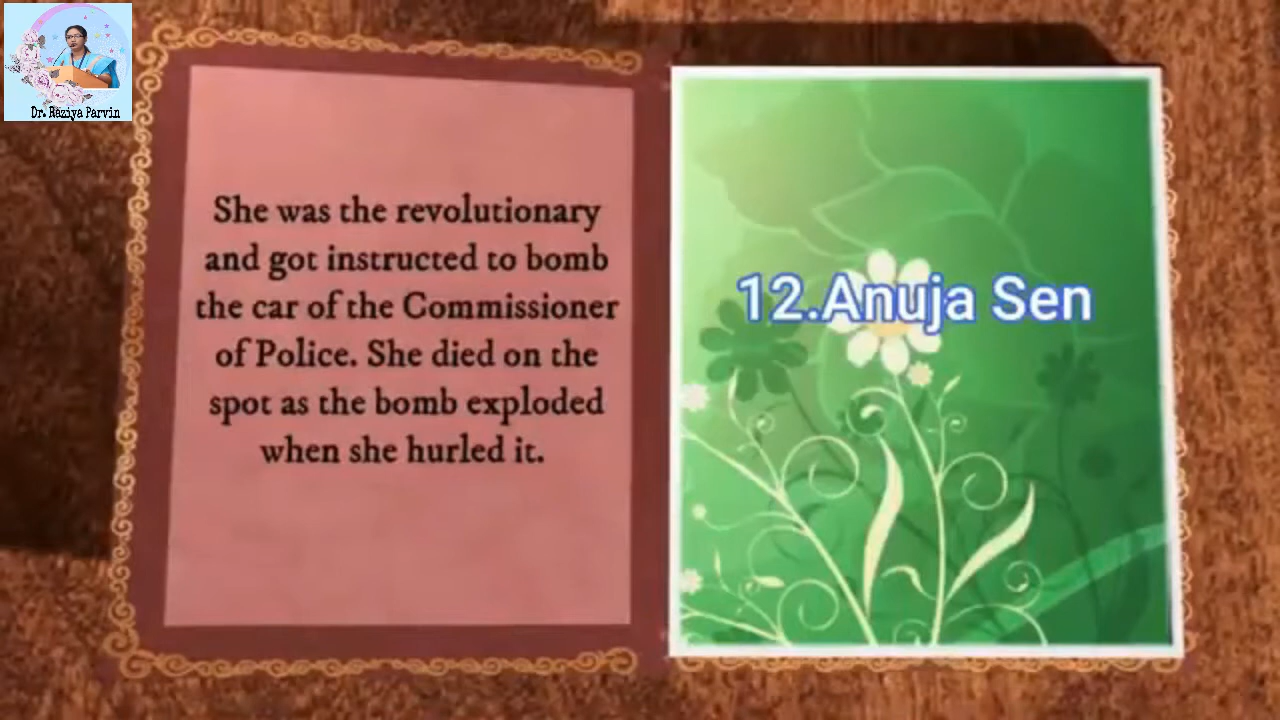 Dr. Raziya Parvin
She was the revolutionary
and got instructed to bomb
the car of the Commissioner
of Police. She died on the
spot as the bomb exploded
when she hurled it.
12.Anuja Sen